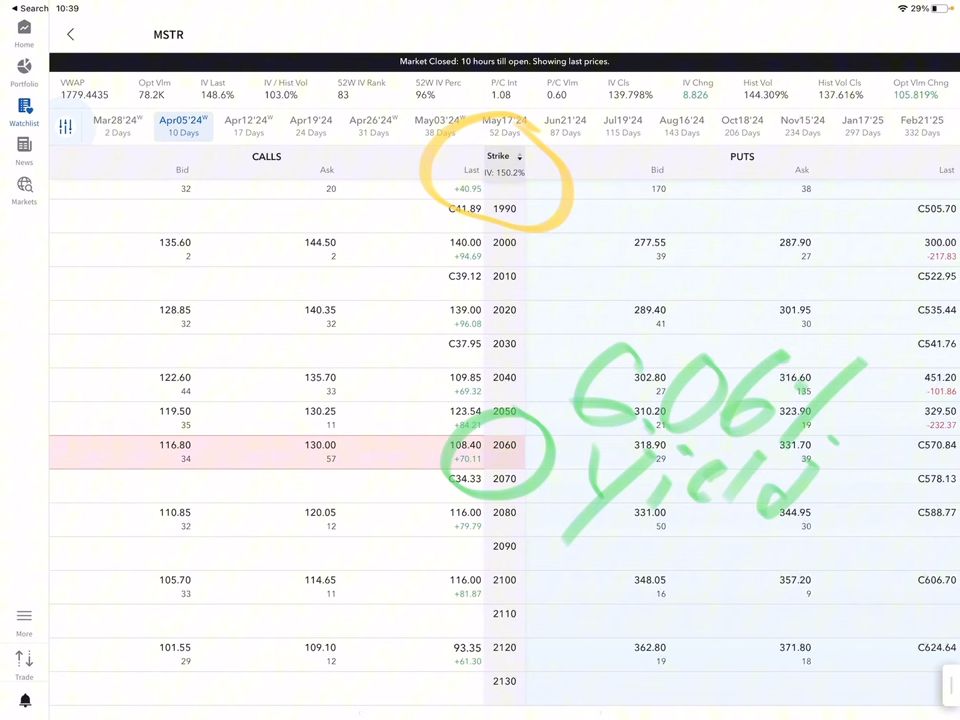 Search 10:39 29%
MSTR
Market Closed: 10 hours till open. Showing last prices.
VWAP Opt Vlm IV Last IV / Hist Vol 52W IV Rank 52W IV Perc P/C Int P/C Vlm IV Cls IV Chng Hist Vol Hist Vol Cls Opt Vlm Chng
1779.4435 78.2K 148.6% 103.0% 83 96% 1.08 0.60 139.798% 8.826 144.309% 137.616% 105.819%
Mar28'24W Apr05'24W Apr12'24W Apr19'24 Apr26'24W May03'24W May17'24 Jun21'24 Jul19'24 Aug16'24 Oct18'24 Nov15'24 Jan17'25 Feb21'25
2 Days 10 Days 17 Days 24 Days 31 Days 38 Days 52 Days 87 Days 115 Days 143 Days 206 Days 234 Days 297 Days 332 Days
CALLS Strike PUTS
Bid Ask Last IV: 150.2% Bid Ask Last
32 20 +40.95 170 38
C41.89 1990 C505.70
135.60 144.50 140.00 2000 277.55 287.90 300.00
2 2 +94.69 39 27 -217.83
C39.12 2010 C522.95
128.85 140.35 139.00 2020 289.40 301.95 C535.44
32 32 +96.08 41 30
C37.95 2030 C541.76
122.60 135.70 109.85 2040 302.80 316.60 451.20
44 33 +69.32 27 135 -101.86
119.50 130.25 123.54 2050 310.20 323.90 329.50
35 11 +84.21 21 19 -232.37
116.80 130.00 108.40 2060 318.90 331.70 C570.84
34 57 +70.11 29 39
C34.33 2070 C578.13
110.85 120.05 116.00 2080 331.00 344.95 C588.77
32 12 +79.79 50 30
2090
105.70 114.65 116.00 2100 348.05 357.20 C606.70
33 11 +81.87 16 9
2110
101.55 109.10 93.35 2120 362.80 371.80 C624.64
29 12 +61.30 19 18
2130
6.06%
yield
Home
Portfolio
Watchlist
News
Markets
More
Trade